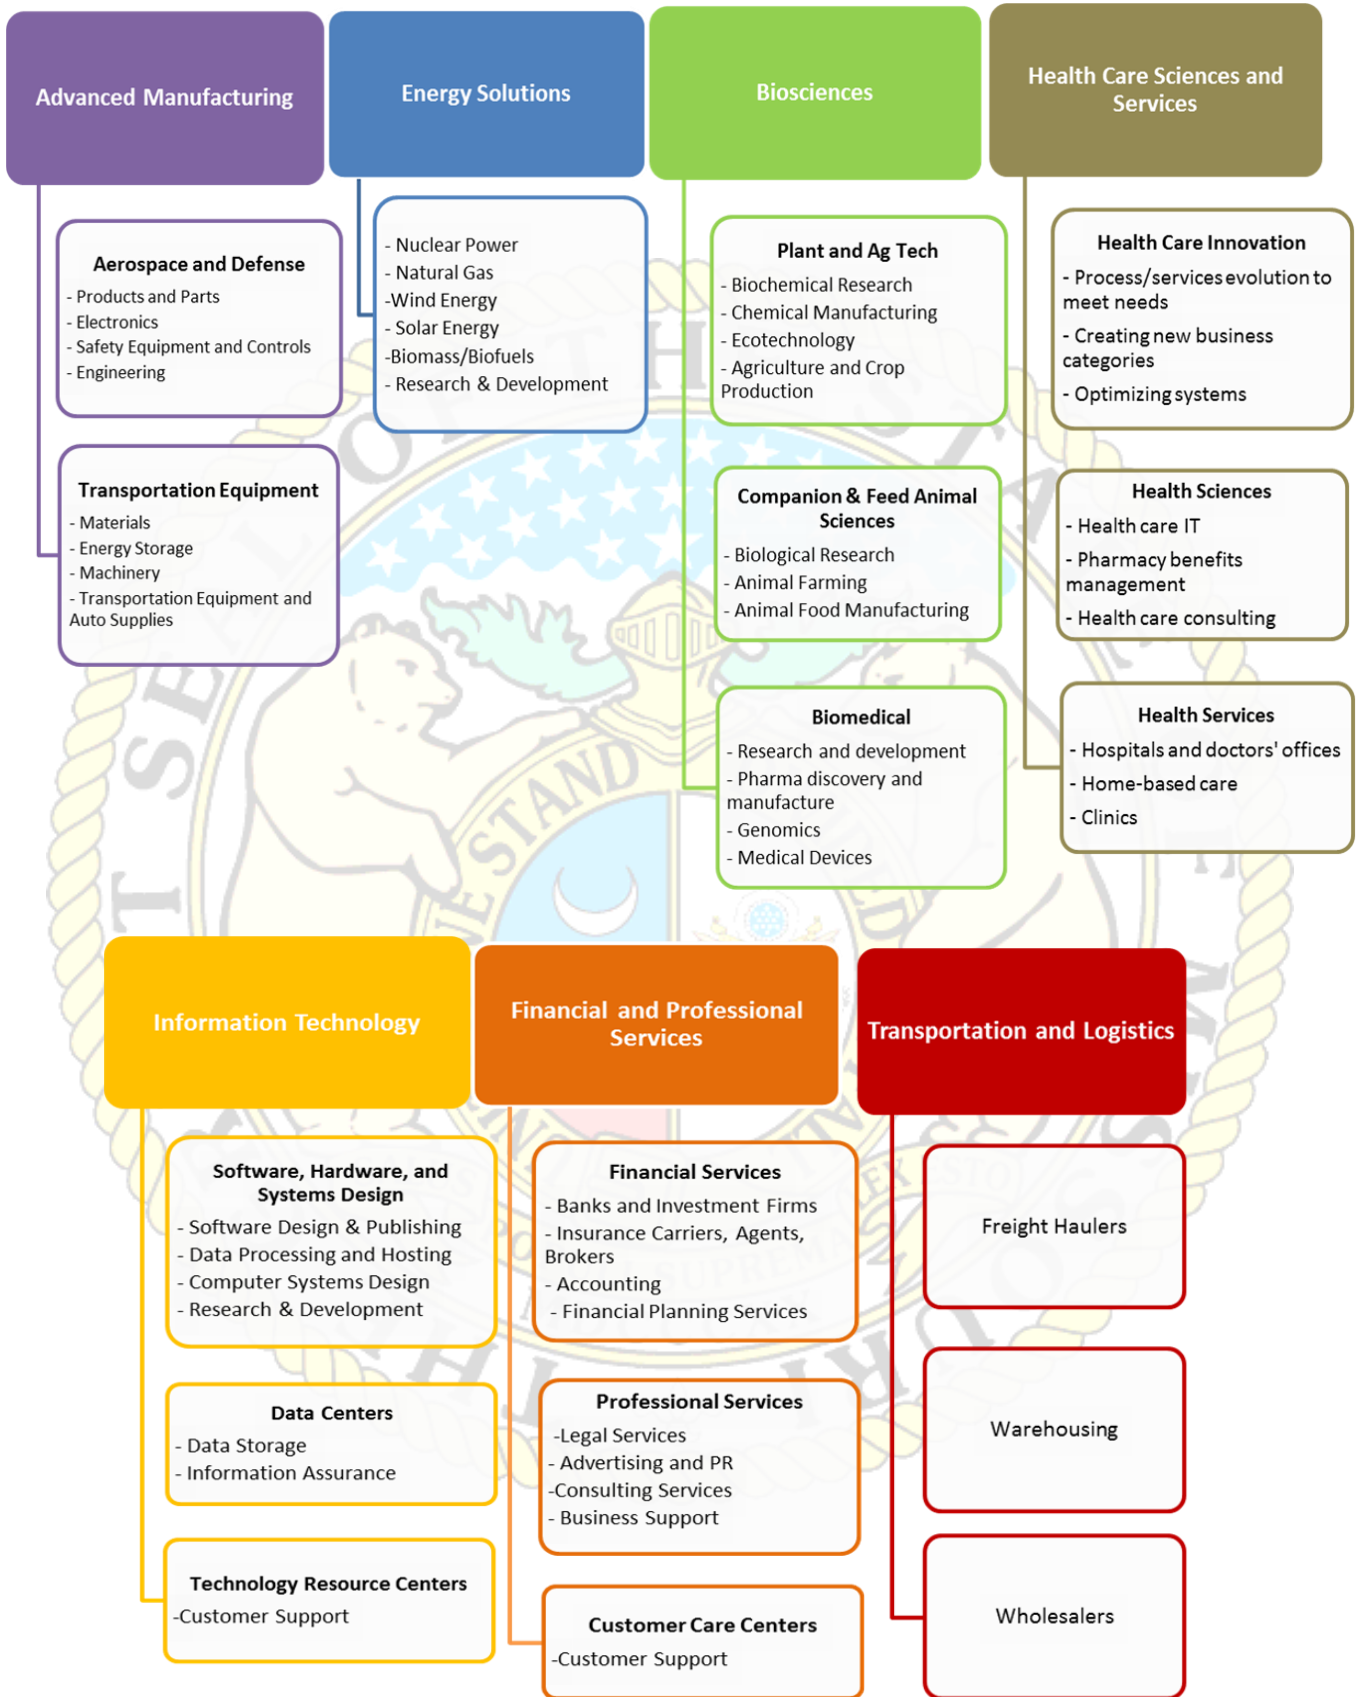 Advanced Manufacturing
Aerospace and Defense
- Products and Parts
- Electronics
- Safety Equipment and Controls
- Engineering
Transportation Equipment
- Materials
- Energy Storage
- Machinery
- Transportation Equipment and
Auto Supplies
Energy Solutions
- Nuclear Power
- Natural Gas
-Wind Energy
- Solar Energy
-Biomass/Biofuels
- Research & Development
Biosciences
Plant and Ag Tech
- Biochemical Research
- Chemical Manufacturing
- Ecotechnology
- Agriculture and Crop
Production
Companion & Feed Animal
Sciences
- Biological Research
- Animal Farming
- Animal Food Manufacturing
Biomedical
- Research and development
- Pharma discovery and
manufacture
- Genomics
- Medical Devices
Health Care Sciences and
Services
Health Care Innovation
- Process/services evolution to
meet needs
- Creating new business
categories
- Optimizing systems
Health Sciences
- Health care IT
- Pharmacy benefits
management
- Health care consulting
Health Services
- Hospitals and doctors' offices
- Home-based care
- Clinics
Information Technology
Software, Hardware, and
Systems Design
- Software Design & Publishing
- Data Processing and Hosting
- Computer Systems Design
- Research & Development
Data Centers
- Data Storage
- Information Assurance
Technology Resource Centers
-Customer Support
Financial and Professional
Services
Financial Services
- Banks and Investment Firms
- Insurance Carriers, Agents,
Brokers
- Accounting
- Financial Planning Services
Professional Services
-Legal Services
- Advertising and PR
-Consulting Services
- Business Support
Customer Care Centers
-Customer Support
Transportation and Logistics
Freight Haulers
Warehousing
Wholesalers